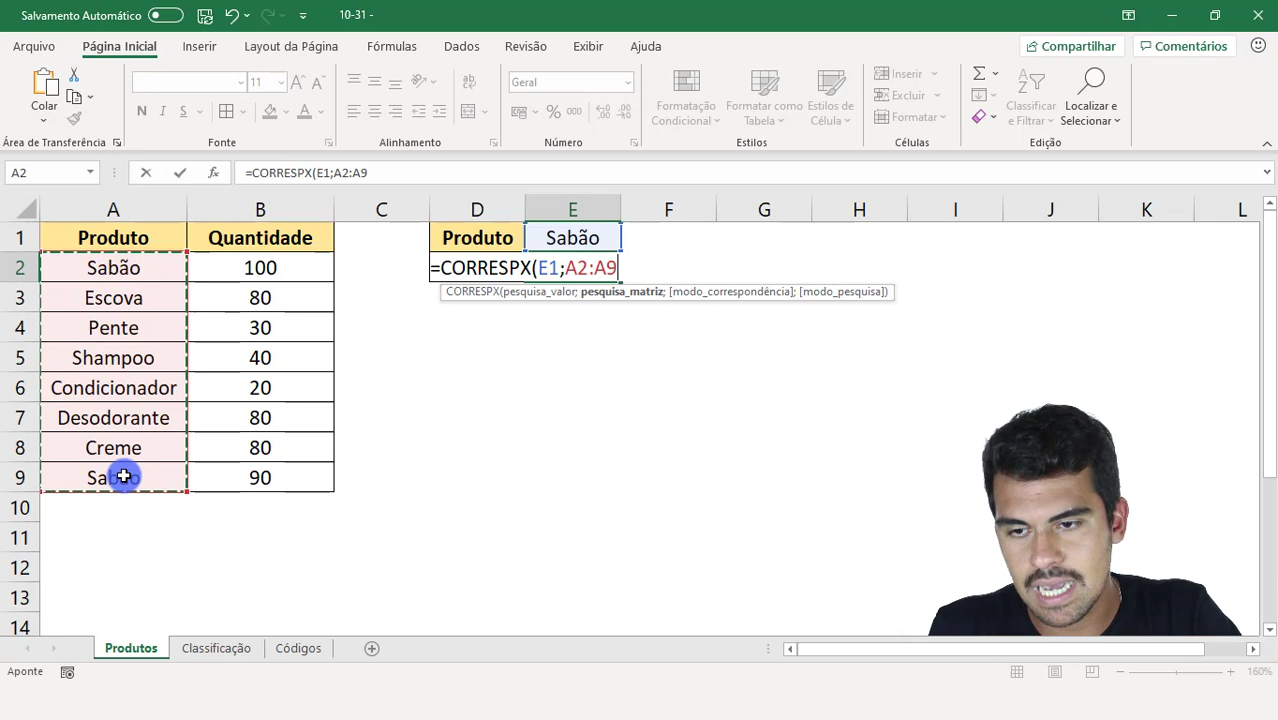 Salvamento Automático
10-31 -
Arquivo Página Inicial Inserir Layout da Página Fórmulas Dados Revisão Exibir Ajuda Compartilhar Comentários
Colar
11
N I S
A A
Geral
% 000
Formatação Condicional
Formatar como Tabela
Estilos de Célula
Inserir
Excluir
Formatar
Classificar e Filtrar
Localizar e Selecionar
Área de Transferência Fonte Alinhamento Número Estilos Células Edição
A2 fx =CORRESPX(E1;A2:A9
A B C D E F G H I J K L
1 Produto Quantidade Produto Sabão
2 Sabão 100 =CORRESPX(E1;A2:A9
CORRESPX(pesquisa_valor; pesquisa_matriz; [modo_correspondência]; [modo_pesquisa])
3 Escova 80
4 Pente 30
5 Shampoo 40
6 Condicionador 20
7 Desodorante 80
8 Creme 80
9 Sabão 90
10
11
12
13
14
Produtos Classificação Códigos
Aponte 160%